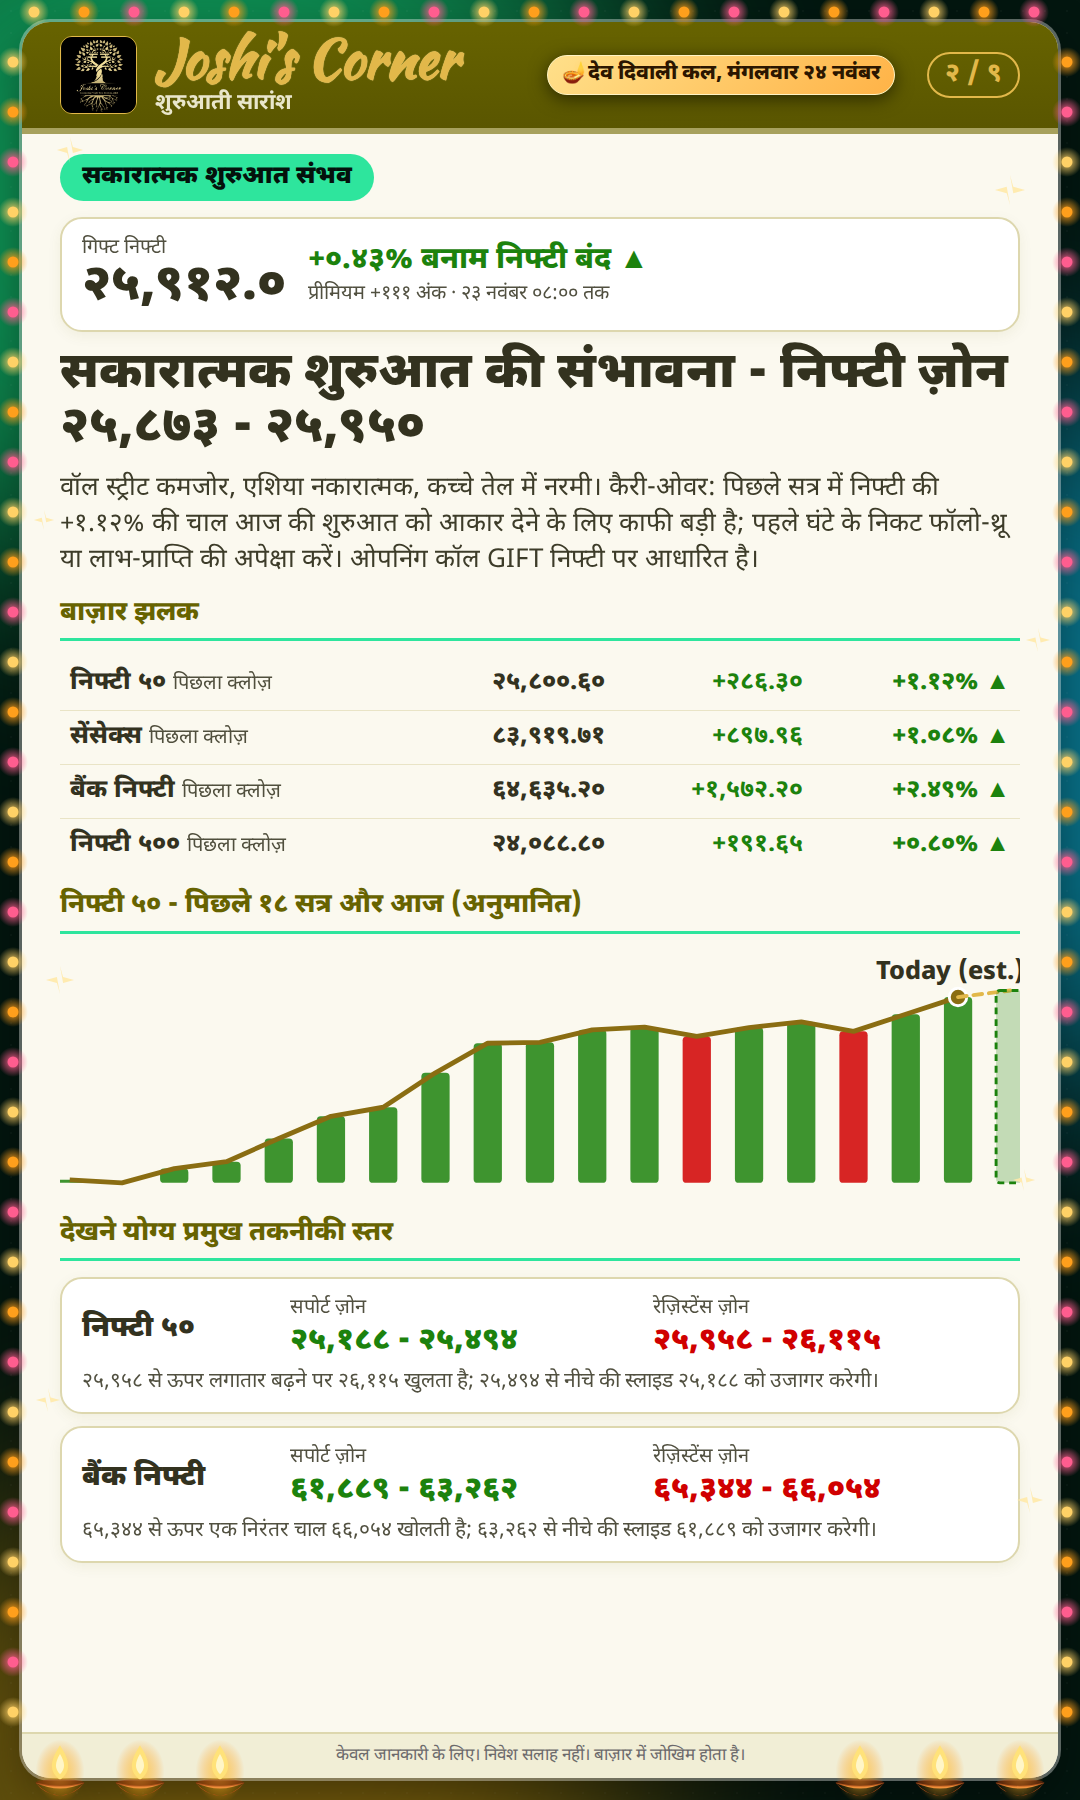 Joshi's Corner
Joshi's Corner
शुरुआती सारांश
🪔देव दिवाली कल, मंगलवार २४ नवंबर
२ / ९
सकारात्मक शुरुआत संभव
गिफ्ट निफ्टी
२५,९१२.०
+०.४३% बनाम निफ्टी बंद ▲
प्रीमियम +१११ अंक · २३ नवंबर ०८:०० तक
सकारात्मक शुरुआत की संभावना - निफ्टी ज़ोन
२५,८७३ - २५,९५०
वॉल स्ट्रीट कमजोर, एशिया नकारात्मक, कच्चे तेल में नरमी। कैरी-ओवर: पिछले सत्र में निफ्टी की
+१.१२% की चाल आज की शुरुआत को आकार देने के लिए काफी बड़ी है; पहले घंटे के निकट फॉलो-थ्रू
या लाभ-प्राप्ति की अपेक्षा करें। ओपनिंग कॉल GIFT निफ्टी पर आधारित है।
बाज़ार झलक
निफ्टी ५० पिछला क्लोज़ २५,८००.६० +२८६.३० +१.१२% ▲
सेंसेक्स पिछला क्लोज़ ८३,९१९.७१ +८९७.९६ +१.०८% ▲
बैंक निफ्टी पिछला क्लोज़ ६४,६३५.२० +१,५७२.२० +२.४९% ▲
निफ्टी ५०० पिछला क्लोज़ २४,०८८.८० +१९१.६५ +०.८०% ▲
निफ्टी ५० - पिछले १८ सत्र और आज (अनुमानित)
Today (est.)
देखने योग्य प्रमुख तकनीकी स्तर
निफ्टी ५०
सपोर्ट ज़ोन
२५,१८८ - २५,४९४
रेज़िस्टेंस ज़ोन
२५,९५८ - २६,११५
२५,९५८ से ऊपर लगातार बढ़ने पर २६,११५ खुलता है; २५,४९४ से नीचे की स्लाइड २५,१८८ को उजागर करेगी।
बैंक निफ्टी
सपोर्ट ज़ोन
६१,८८९ - ६३,२६२
रेज़िस्टेंस ज़ोन
६५,३४४ - ६६,०५४
६५,३४४ से ऊपर एक निरंतर चाल ६६,०५४ खोलती है; ६३,२६२ से नीचे की स्लाइड ६१,८८९ को उजागर करेगी।
केवल जानकारी के लिए। निवेश सलाह नहीं। बाज़ार में जोखिम होता है।